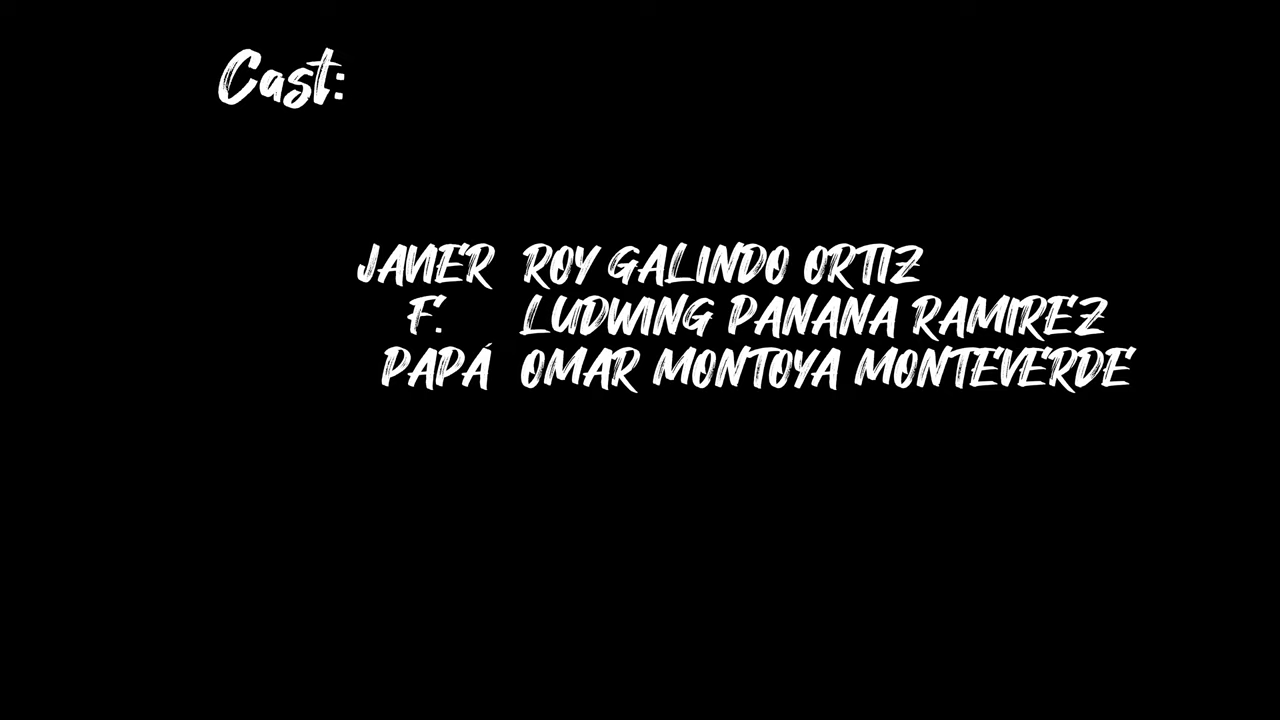 Cast:
JAVIER ROY GALINDO ORTIZ
F. LUDWING PANANA RAMIREZ
PAPÁ OMAR MONTOYA MONTEVERDE